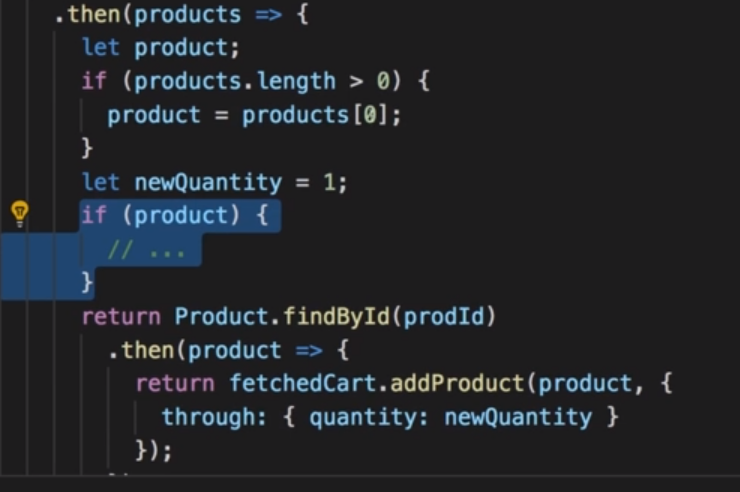 .then(products => {
let product;
if (products.length > 0) {
product = products[0];
}
let newQuantity = 1;
if (product) {
// ...
}
return Product.findById(prodId)
.then(product => {
return fetchedCart.addProduct(product, {
through: { quantity: newQuantity }
});